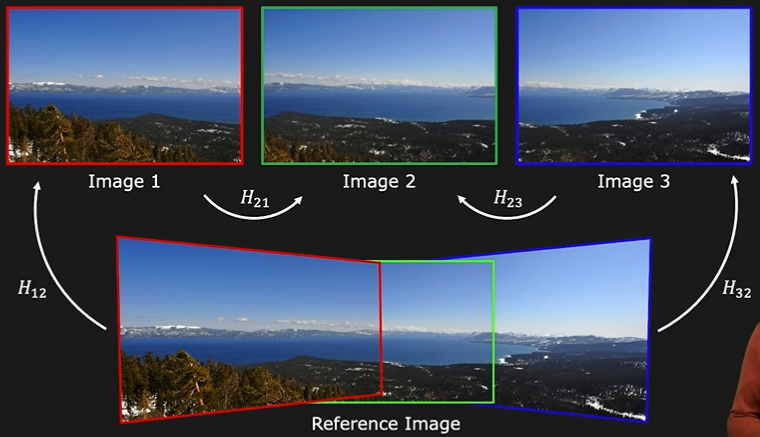 Image 1
Image 2
Image 3
H₂₁
H₂₃
H₁₂
H₃₂
Reference Image